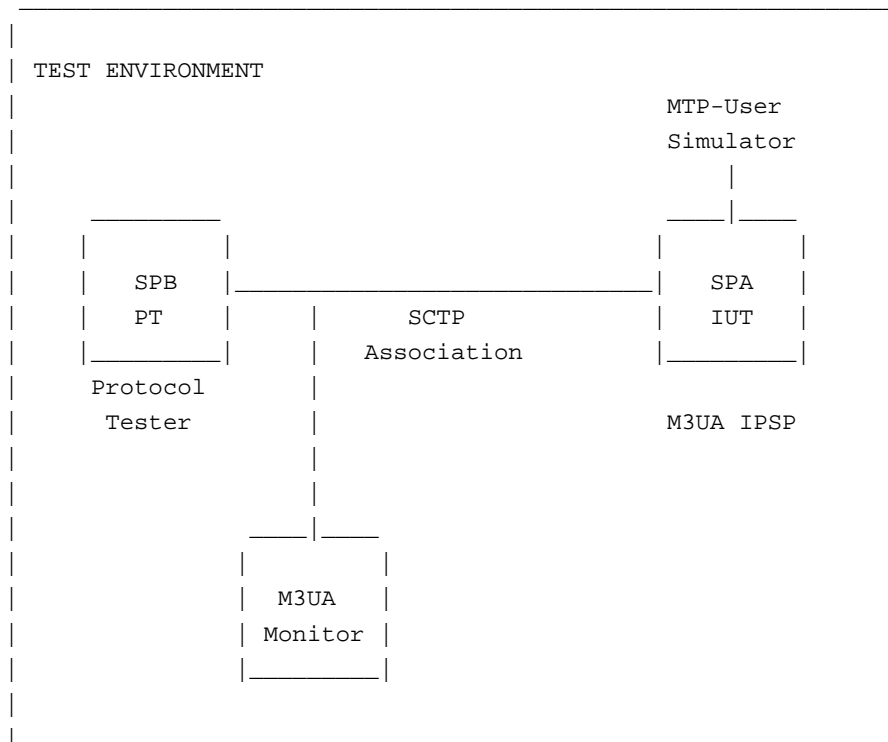 TEST ENVIRONMENT
MTP-User
Simulator
SPB SPA
PT SCTP IUT
Association
Protocol
Tester M3UA IPSP
M3UA
Monitor